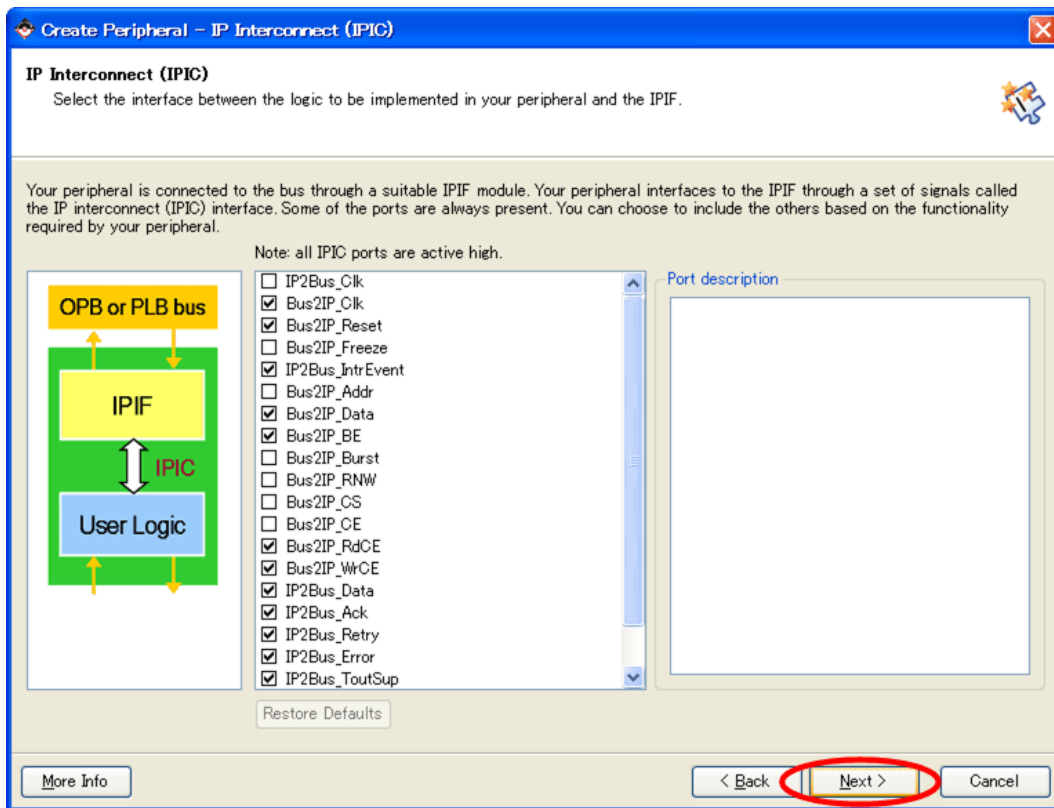 Create Peripheral - IP Interconnect (IPIC)
IP Interconnect (IPIC)
Select the interface between the logic to be implemented in your peripheral and the IPIF.
Your peripheral is connected to the bus through a suitable IPIF module. Your peripheral interfaces to the IPIF through a set of signals called
the IP interconnect (IPIC) interface. Some of the ports are always present. You can choose to include the others based on the functionality
required by your peripheral.
Note: all IPIC ports are active high.
OPB or PLB bus
IPIF
IPIC
User Logic
IP2Bus_Clk
Bus2IP_Clk
Bus2IP_Reset
Bus2IP_Freeze
IP2Bus_IntrEvent
Bus2IP_Addr
Bus2IP_Data
Bus2IP_BE
Bus2IP_Burst
Bus2IP_RNW
Bus2IP_CS
Bus2IP_CE
Bus2IP_RdCE
Bus2IP_WrCE
IP2Bus_Data
IP2Bus_Ack
IP2Bus_Retry
IP2Bus_Error
IP2Bus_ToutSup
Port description
Restore Defaults
More Info
< Back
Next >
Cancel